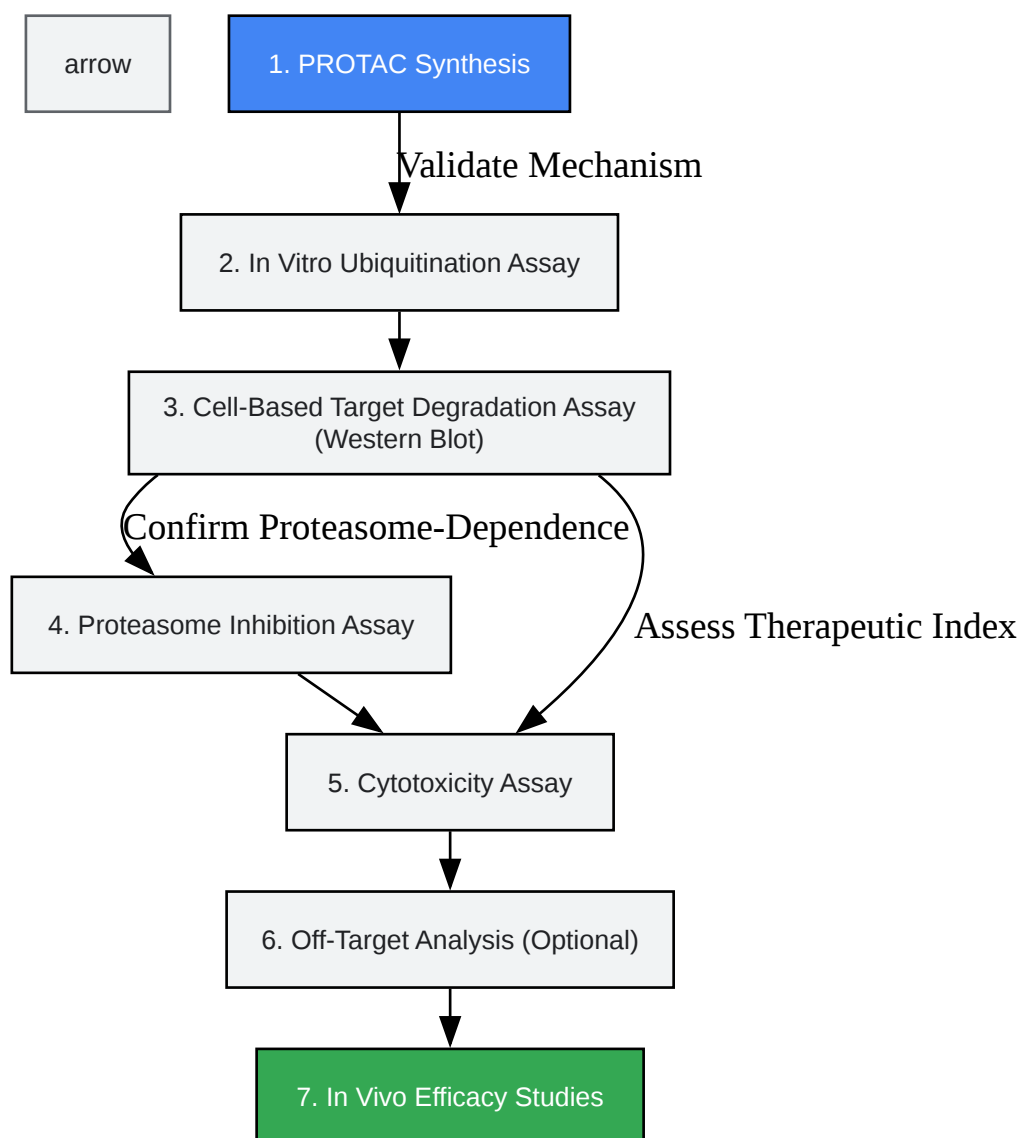 arrow
1. PROTAC Synthesis
Validate Mechanism
2. In Vitro Ubiquitination Assay
3. Cell-Based Target Degradation Assay
(Western Blot)
Confirm Proteasome-Dependence
4. Proteasome Inhibition Assay
Assess Therapeutic Index
5. Cytotoxicity Assay
6. Off-Target Analysis (Optional)
7. In Vivo Efficacy Studies